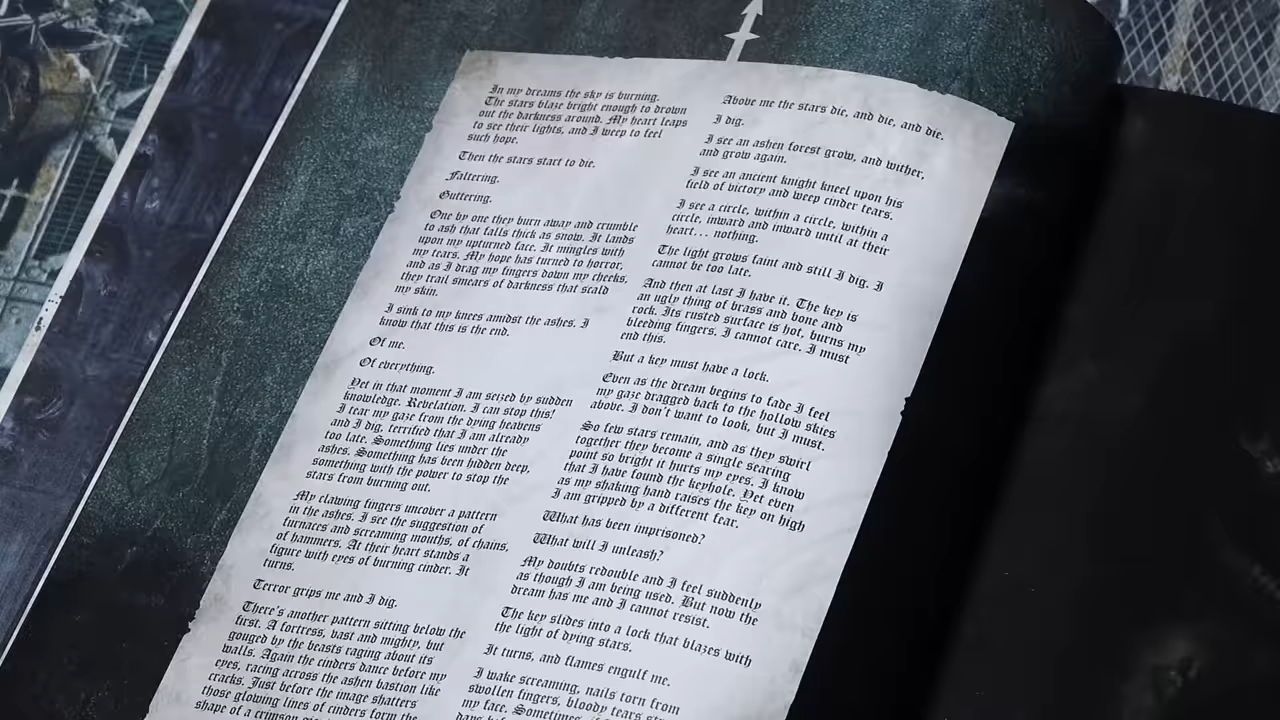 In my dreams the sky is burning.
The stars blaze bright enough to drown
out the darkness around. My heart leaps
to see their lights, and I weep to feel
such hope.
Then the stars start to die.
Faltering.
Guttering.
One by one they burn away and crumble
to ash that falls thick as snow. It lands
upon my upturned face. It mingles with
my tears. My hope has turned to horror,
and as I drag my fingers down my cheeks,
they trail smears of darkness that scald
my skin.
I sink to my knees amidst the ashes. I
know that this is the end.
Of me.
Of everything.
Yet in that moment I am seized by sudden
knowledge. Revelation. I can stop this!
I tear my gaze from the dying heavens
and I dig, terrified that I am already
too late. Something lies under the
ashes. Something has been hidden deep,
something with the power to stop the
stars from burning out.
My clawing fingers uncover a pattern
in the ashes. I see the suggestion of
furnaces and screaming mouths, of chains,
of hammers. At their heart stands a
figure with eyes of burning cinder. It
turns.
Terror grips me and I dig.
There's another pattern sitting below the
first. A fortress, vast and mighty, but
gouged by the beasts raging about its
walls. Again the cinders dance before my
eyes, racing across the ashen bastion like
cracks. Just before the image shatters
those glowing lines of cinders form the
shape of a crimson
Above me the stars die, and die, and die.
I dig.
I see an ashen forest grow, and wither,
and grow again.
I see an ancient knight kneel upon his
field of victory and weep cinder tears.
I see a circle, within a circle, within a
circle, inward and inward until at their
heart... nothing.
The light grows faint and still I dig. I
cannot be too late.
And then at last I have it. The key is
an ugly thing of brass and bone and
rock. Its rusted surface is hot, burns my
bleeding fingers. I cannot care. I must
end this.
But a key must have a lock.
Even as the dream begins to fade I feel
my gaze dragged back to the hollow skies
above. I don't want to look, but I must.
So few stars remain, and as they swirl
together they become a single searing
point so bright it hurts my eyes, I know
that I have found the keyhole. Yet even
as my shaking hand raises the key on high
I am gripped by a different fear.
What has been imprisoned?
What will I unleash?
My doubts redouble and I feel suddenly
as though I am being used. But now the
dream has me and I cannot resist.
The key slides into a lock that blazes with
the light of dying stars.
It turns, and flames engulf me.
I wake screaming, nails torn from
swollen fingers, bloody tears
my face. Sometimes,